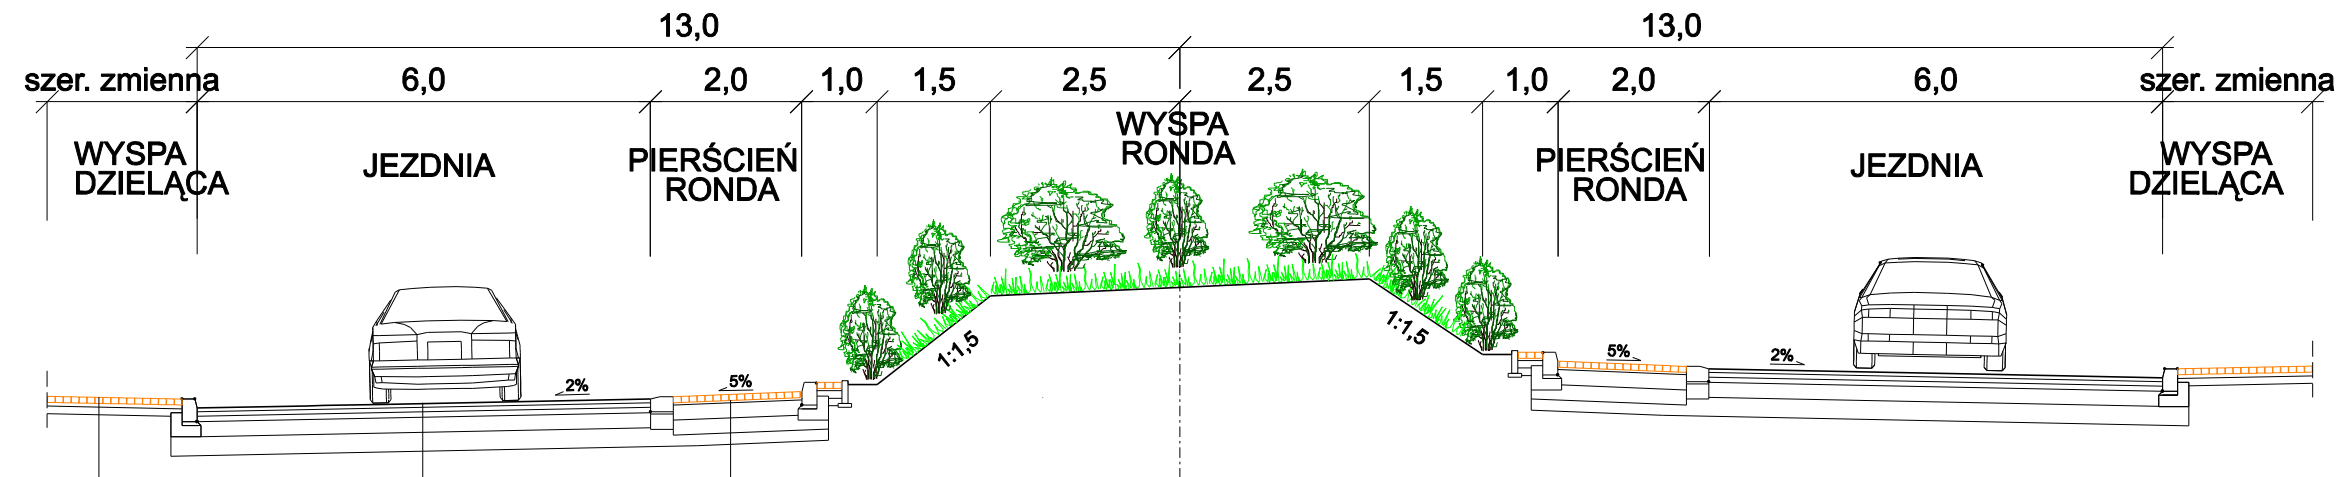 13,0 13,0
szer. zmienna 6,0 2,0 1,0 1,5 2,5 2,5 1,5 1,0 2,0 6,0 szer. zmienna
WYSPA
DZIELĄCA
JEZDNIA
PIERŚCIEŃ
RONDA
WYSPA
RONDA
PIERŚCIEŃ
RONDA
JEZDNIA
WYSPA
DZIELĄCA
2%
5%
1:1,5
1:1,5
5%
2%